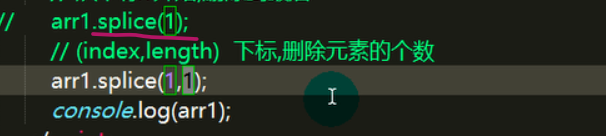 // arr1.splice(1);
// (index,length) 下标,删除元素的个数
arr1.splice(1,1);
console.log(arr1);